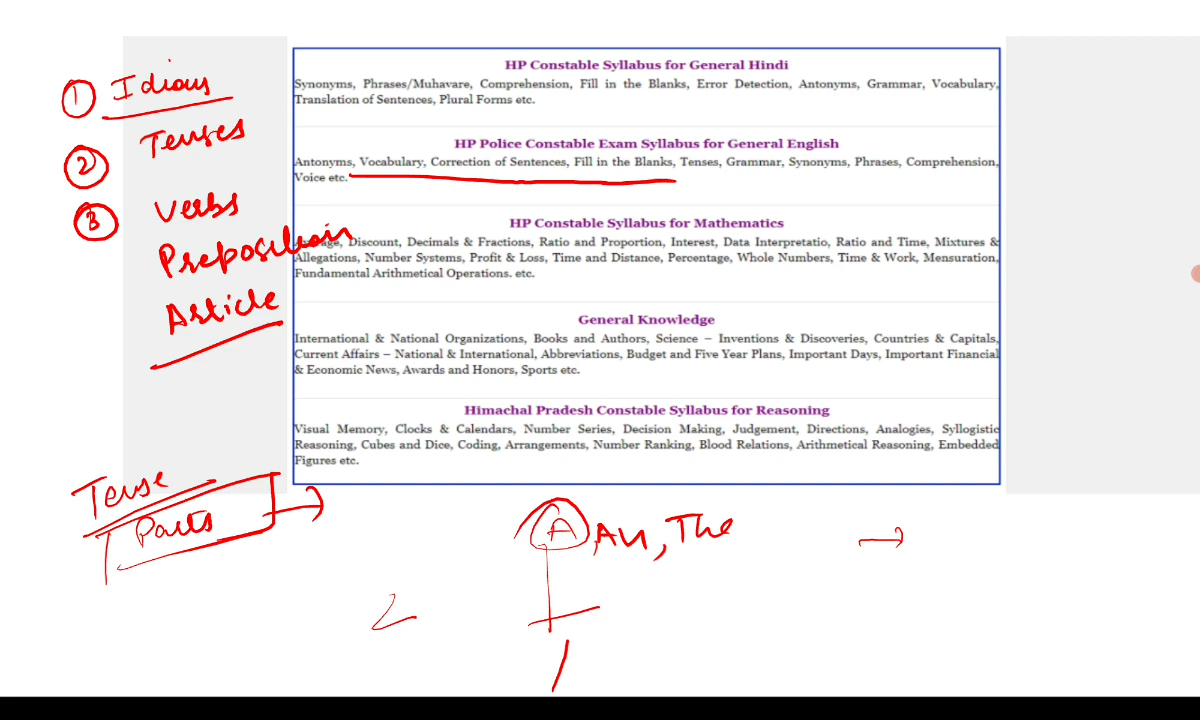 HP Constable Syllabus for General Hindi
Synonyms, Phrases/Muhavare, Comprehension, Fill in the Blanks, Error Detection, Antonyms, Grammar, Vocabulary,
Translation of Sentences, Plural Forms etc.
HP Police Constable Exam Syllabus for General English
Antonyms, Vocabulary, Correction of Sentences, Fill in the Blanks, Tenses, Grammar, Synonyms, Phrases, Comprehension,
Voice etc.
HP Constable Syllabus for Mathematics
Average, Discount, Decimals & Fractions, Ratio and Proportion, Interest, Data Interpretatio, Ratio and Time, Mixtures &
Allegations, Number Systems, Profit & Loss, Time and Distance, Percentage, Whole Numbers, Time & Work, Mensuration,
Fundamental Arithmetical Operations. etc.
General Knowledge
International & National Organizations, Books and Authors, Science – Inventions & Discoveries, Countries & Capitals,
Current Affairs – National & International, Abbreviations, Budget and Five Year Plans, Important Days, Important Financial
& Economic News, Awards and Honors, Sports etc.
Himachal Pradesh Constable Syllabus for Reasoning
Visual Memory, Clocks & Calendars, Number Series, Decision Making, Judgement, Directions, Analogies, Syllogistic
Reasoning, Cubes and Dice, Coding, Arrangements, Number Ranking, Blood Relations, Arithmetical Reasoning, Embedded
Figures etc.
1 Idioms
2 Tenses
3 Verbs
Preposition
Article
Tense
Parts
A, An, The